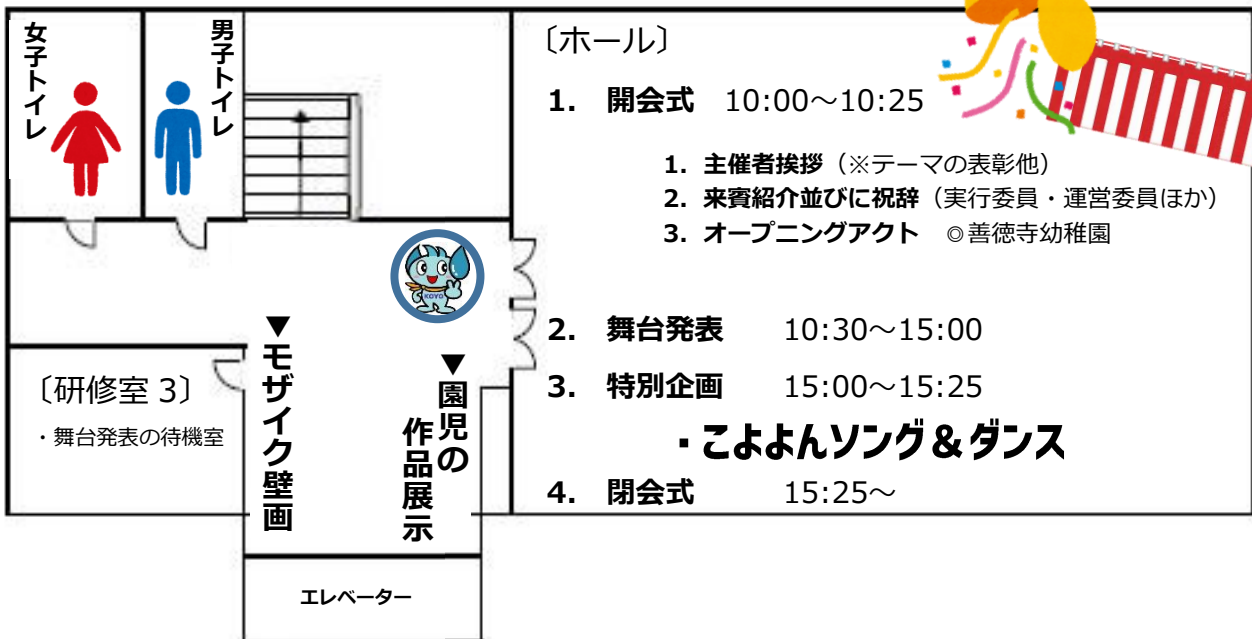 女子トイレ
男子トイレ
〔ホール〕
1. 開会式 10:00～10:25
1. 主催者挨拶（※テーマの表彰他）
2. 来賓紹介並びに祝辞（実行委員・運営委員ほか）
3. オープニングアクト ◎善徳寺幼稚園
2. 舞台発表 10:30～15:00
3. 特別企画 15:00～15:25
・こよよんソング＆ダンス
4. 閉会式 15:25～
KOYO
▼モザイク壁画
▼園児の
作品展示
〔研修室 3〕
・舞台発表の待機室
エレベーター